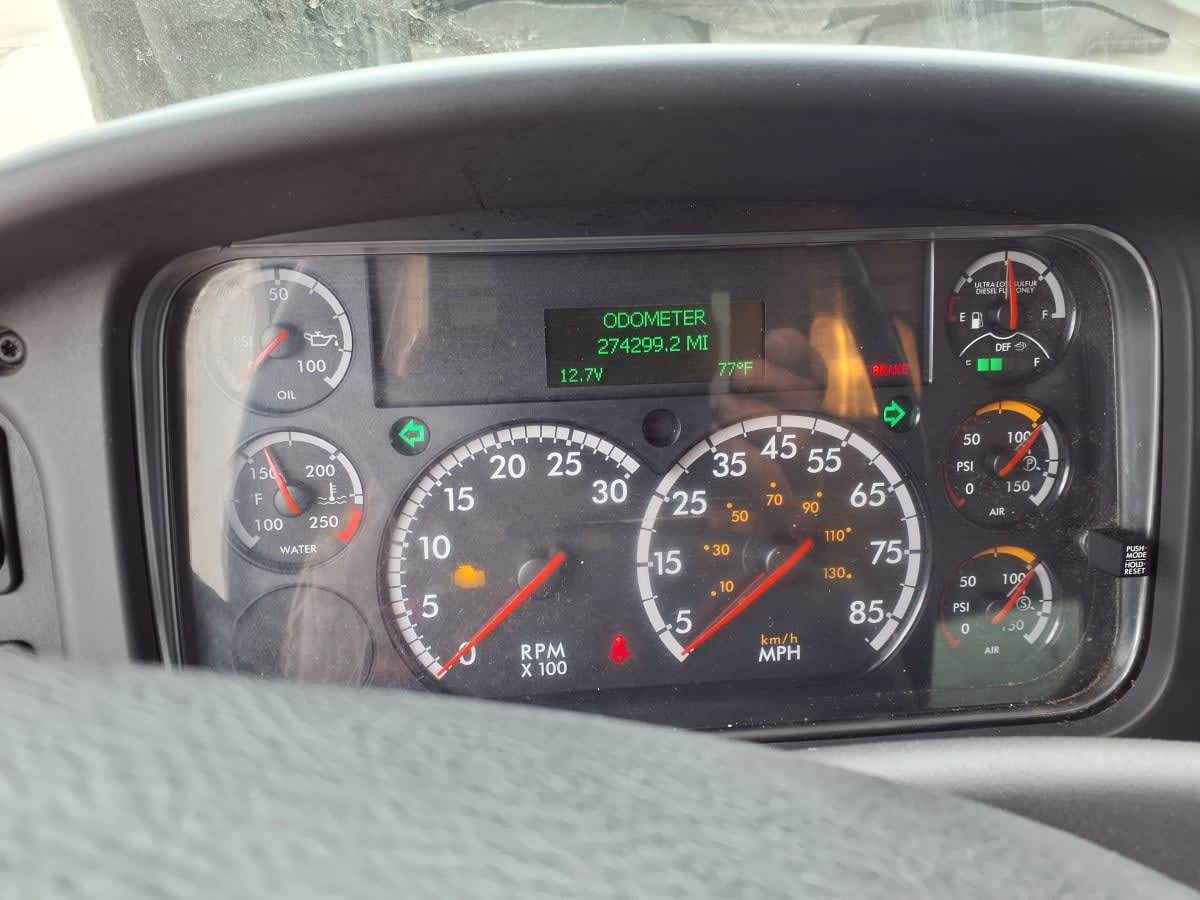 50
PSI
100
OIL
150
200
°F
100
250
WATER
ODOMETER
274299.2 MI
12.7V
77°F
BRAKE
ULTRA LOW SULFUR
DIESEL FUEL ONLY
E
F
DEF
F
0
5
10
15
20
25
30
RPM
X 100
5
15
25
35
45
55
65
75
85
10
30
50
70
90
110
130
km/h
MPH
50
100
PSI
P
0
150
AIR
50
100
PSI
S
0
150
AIR
PUSH-
MODE
HOLD-
RESET